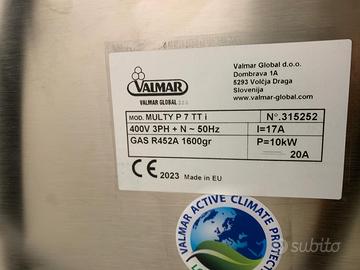 Valmar Global d.o.o.
Dombrava 1A
5293 Volčja Draga
Slovenija
www.valmar-global.com
VALMAR
VALMAR GLOBAL d.o.o.
MOD. MULTY P 7 TT i
N°.315252
400V 3PH + N ~ 50Hz
I=17A
GAS R452A 1600gr
P=10kW
20A
CE 2023 Made in EU
VALMAR ACTIVE CLIMATE PROTEC
subito